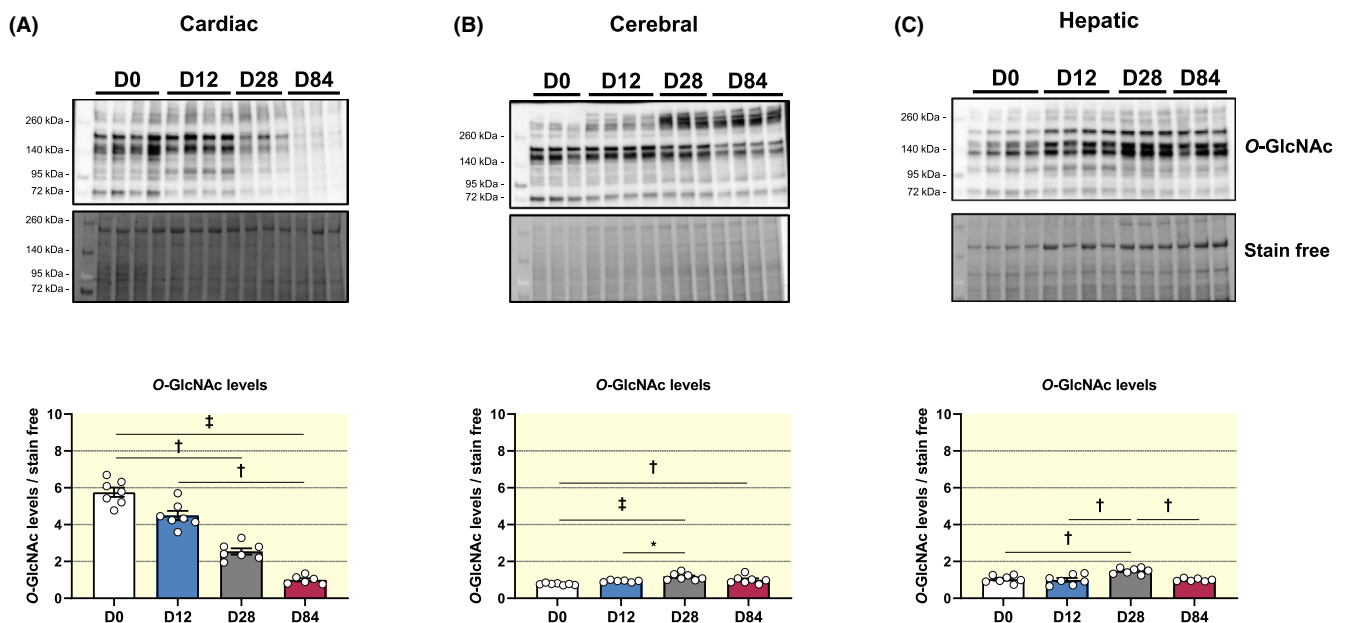 (A)
Cardiac
D0 D12 D28 D84
260 kDa -
140 kDa -
95 kDa -
72 kDa -
260 kDa -
140 kDa -
95 kDa -
72 kDa -
(B)
Cerebral
D0 D12 D28 D84
260 kDa -
140 kDa -
95 kDa -
72 kDa -
(C)
Hepatic
D0 D12 D28 D84
260 kDa -
140 kDa -
95 kDa -
72 kDa -
O-GlcNAc
Stain free
O-GlcNAc levels
O-GlcNAc levels / stain free
10
8
6
4
2
0
‡
†
†
D0 D12 D28 D84
O-GlcNAc levels
O-GlcNAc levels / stain free
10
8
6
4
2
0
†
‡
*
D0 D12 D28 D84
O-GlcNAc levels
O-GlcNAc levels / stain free
10
8
6
4
2
0
† †
†
D0 D12 D28 D84